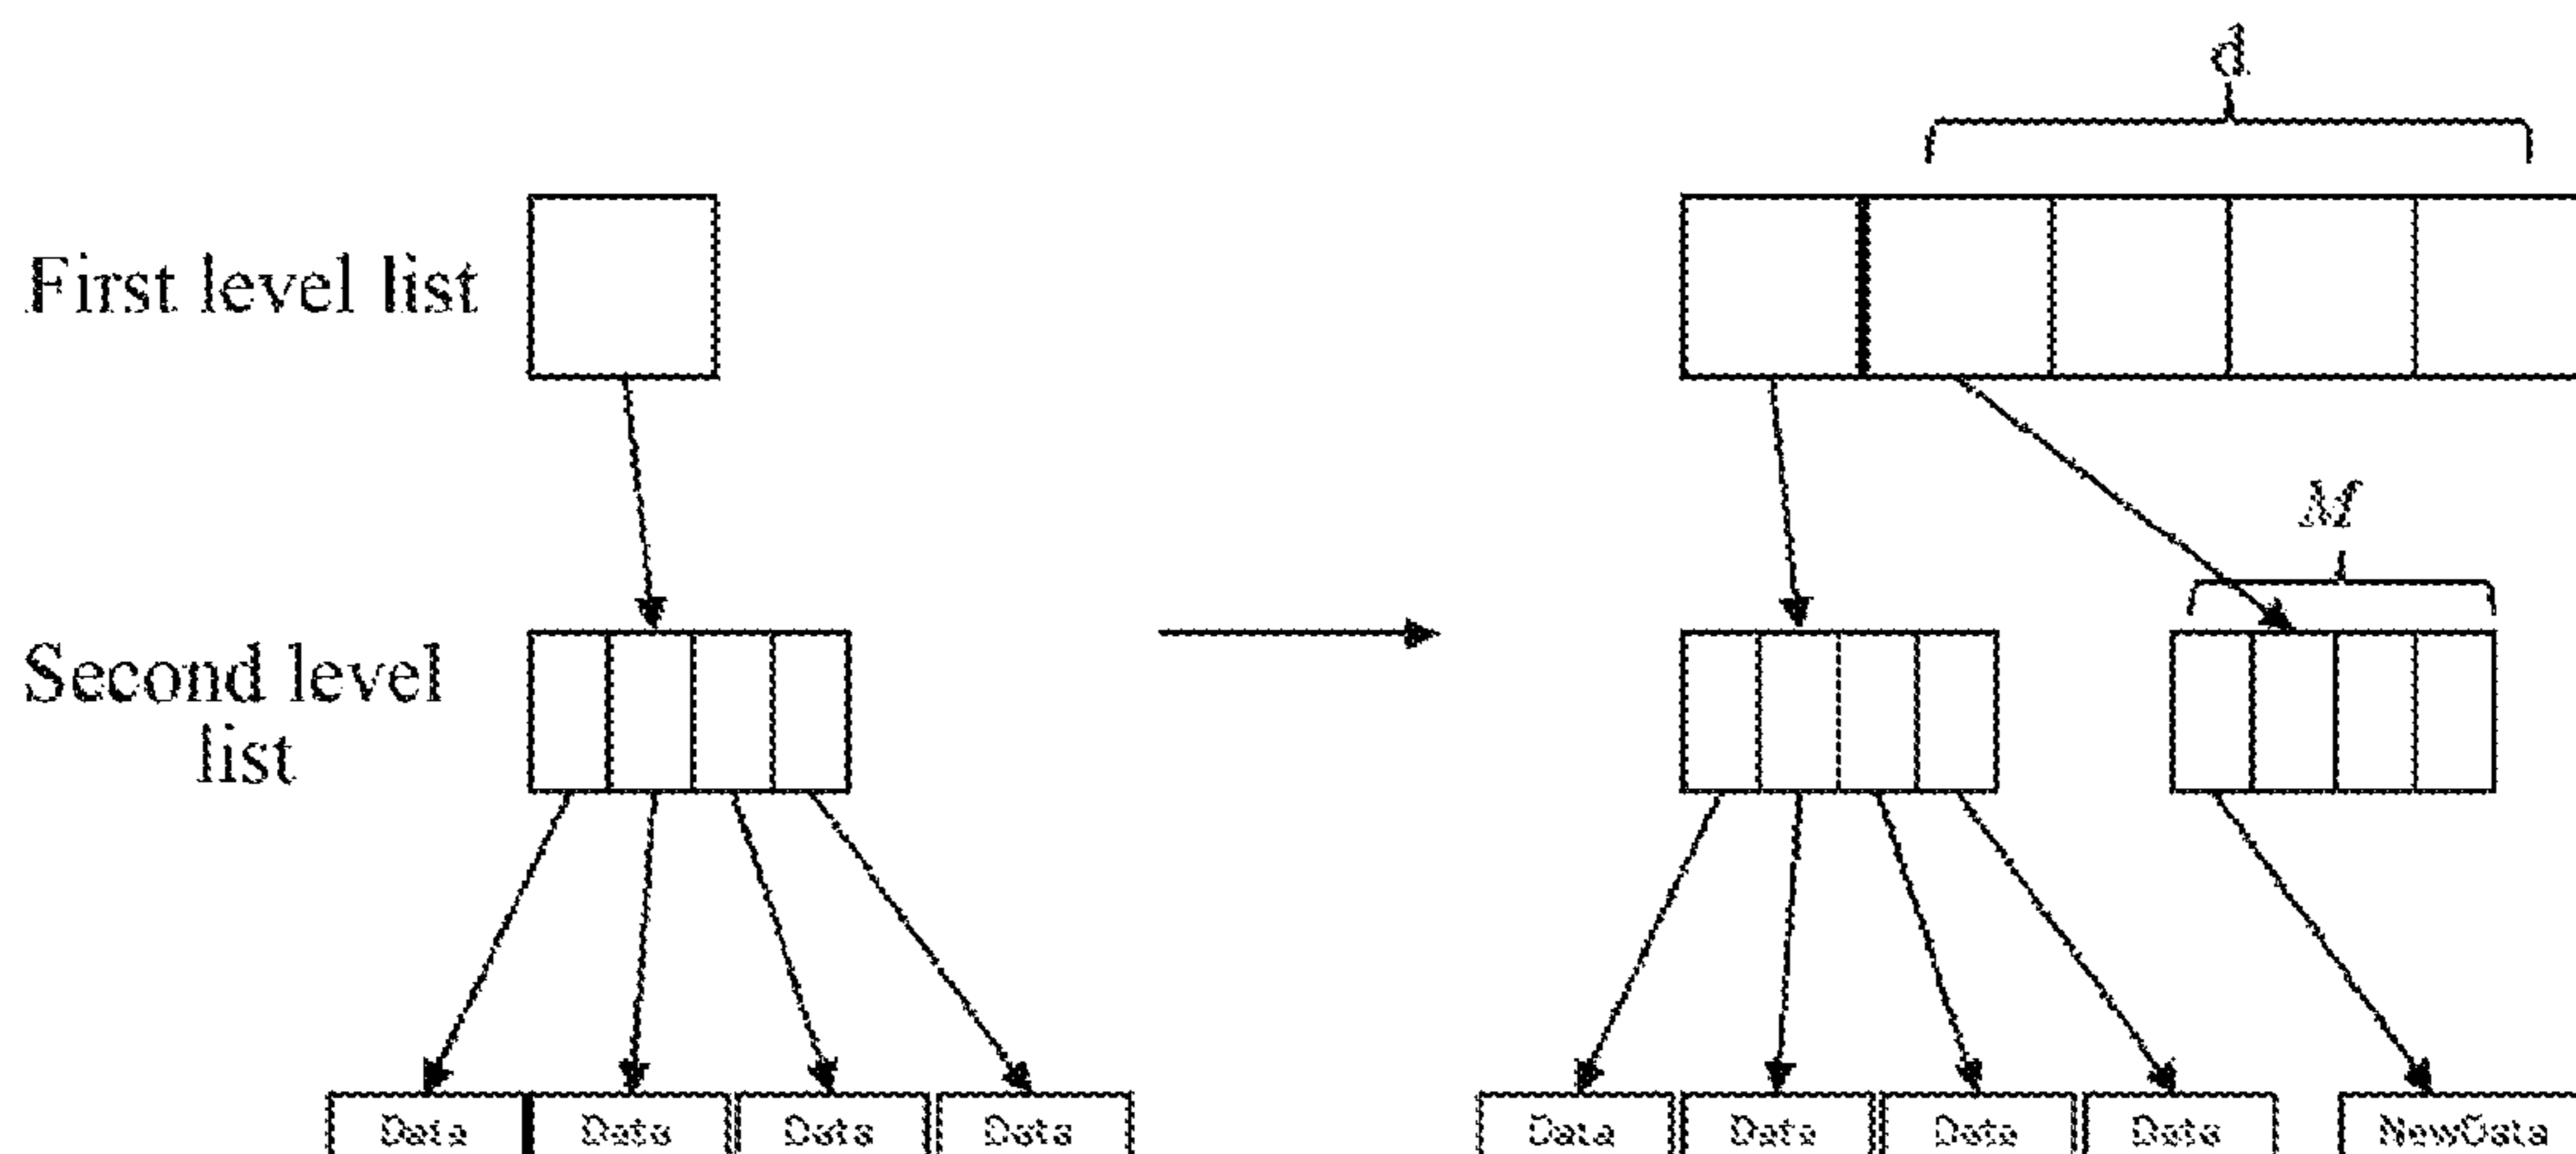 d
First level list
M
Second level
list
Data Data Data Data Data Data Data Data NewData